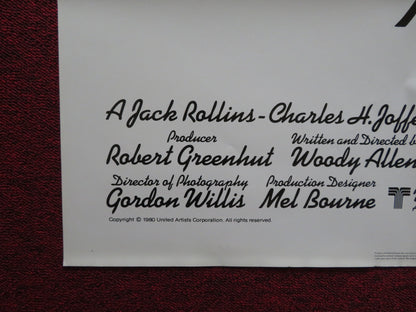 A Jack Rollins - Charles H. Joffe
Producer Written and Directed by
Robert Greenhut Woody Allen
Director of Photography Production Designer
Gordon Willis Mel Bourne
Copyright © 1980 United Artists Corporation. All rights reserved.